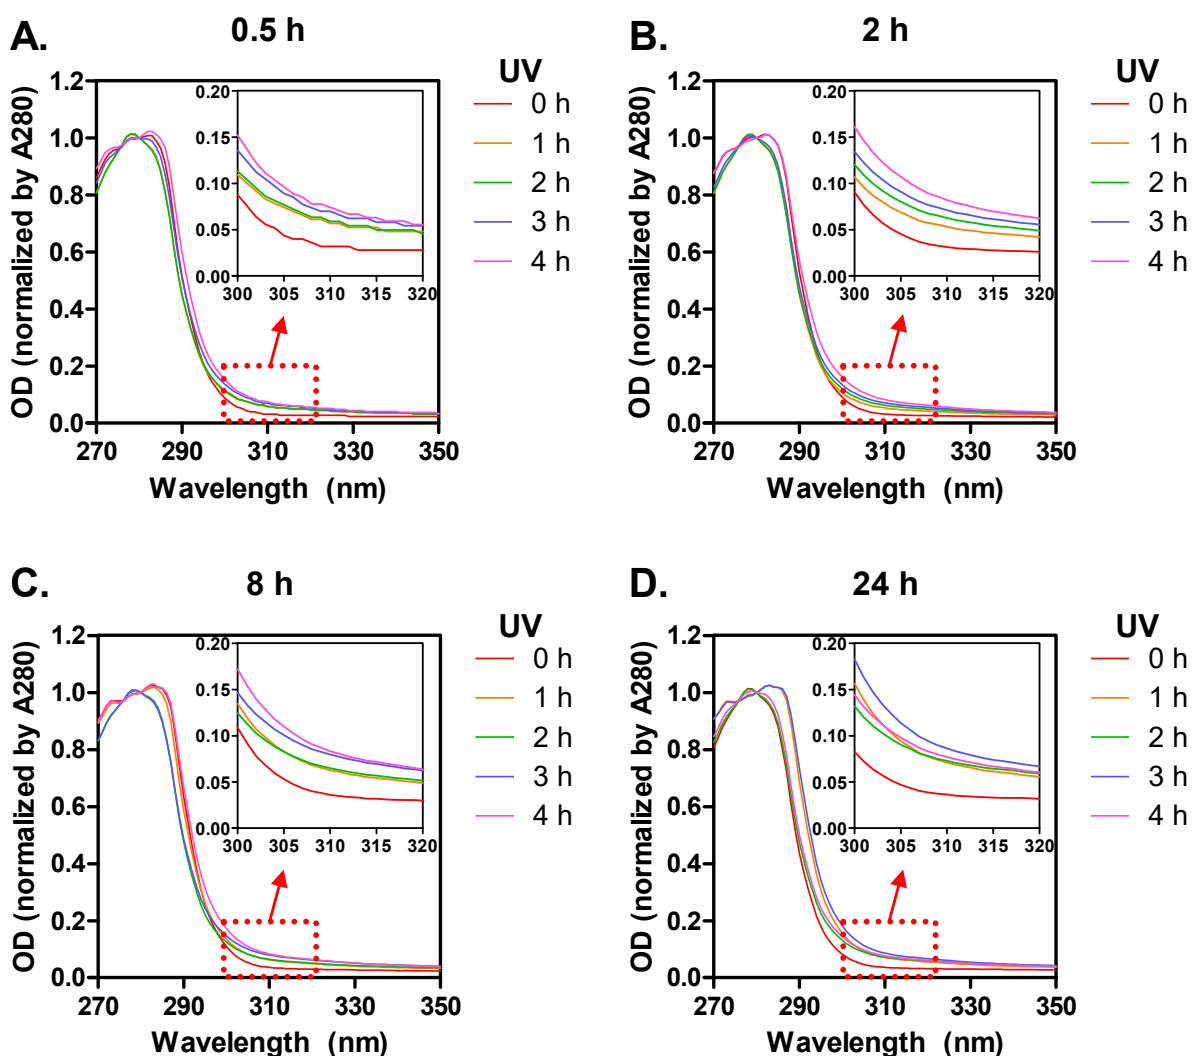 A.
0.5 h
OD (normalized by A280)
1.2
1.0
0.8
0.6
0.4
0.2
0.0
270 290 310 330 350
Wavelength (nm)
0.20
0.15
0.10
0.05
0.00
300 305 310 315 320
UV
0 h
1 h
2 h
3 h
4 h
B.
2 h
OD (normalized by A280)
1.2
1.0
0.8
0.6
0.4
0.2
0.0
270 290 310 330 350
Wavelength (nm)
0.20
0.15
0.10
0.05
0.00
300 305 310 315 320
UV
0 h
1 h
2 h
3 h
4 h
C.
8 h
OD (normalized by A280)
1.2
1.0
0.8
0.6
0.4
0.2
0.0
270 290 310 330 350
Wavelength (nm)
0.20
0.15
0.10
0.05
0.00
300 305 310 315 320
UV
0 h
1 h
2 h
3 h
4 h
D.
24 h
OD (normalized by A280)
1.2
1.0
0.8
0.6
0.4
0.2
0.0
270 290 310 330 350
Wavelength (nm)
0.20
0.15
0.10
0.05
0.00
300 305 310 315 320
UV
0 h
1 h
2 h
3 h
4 h